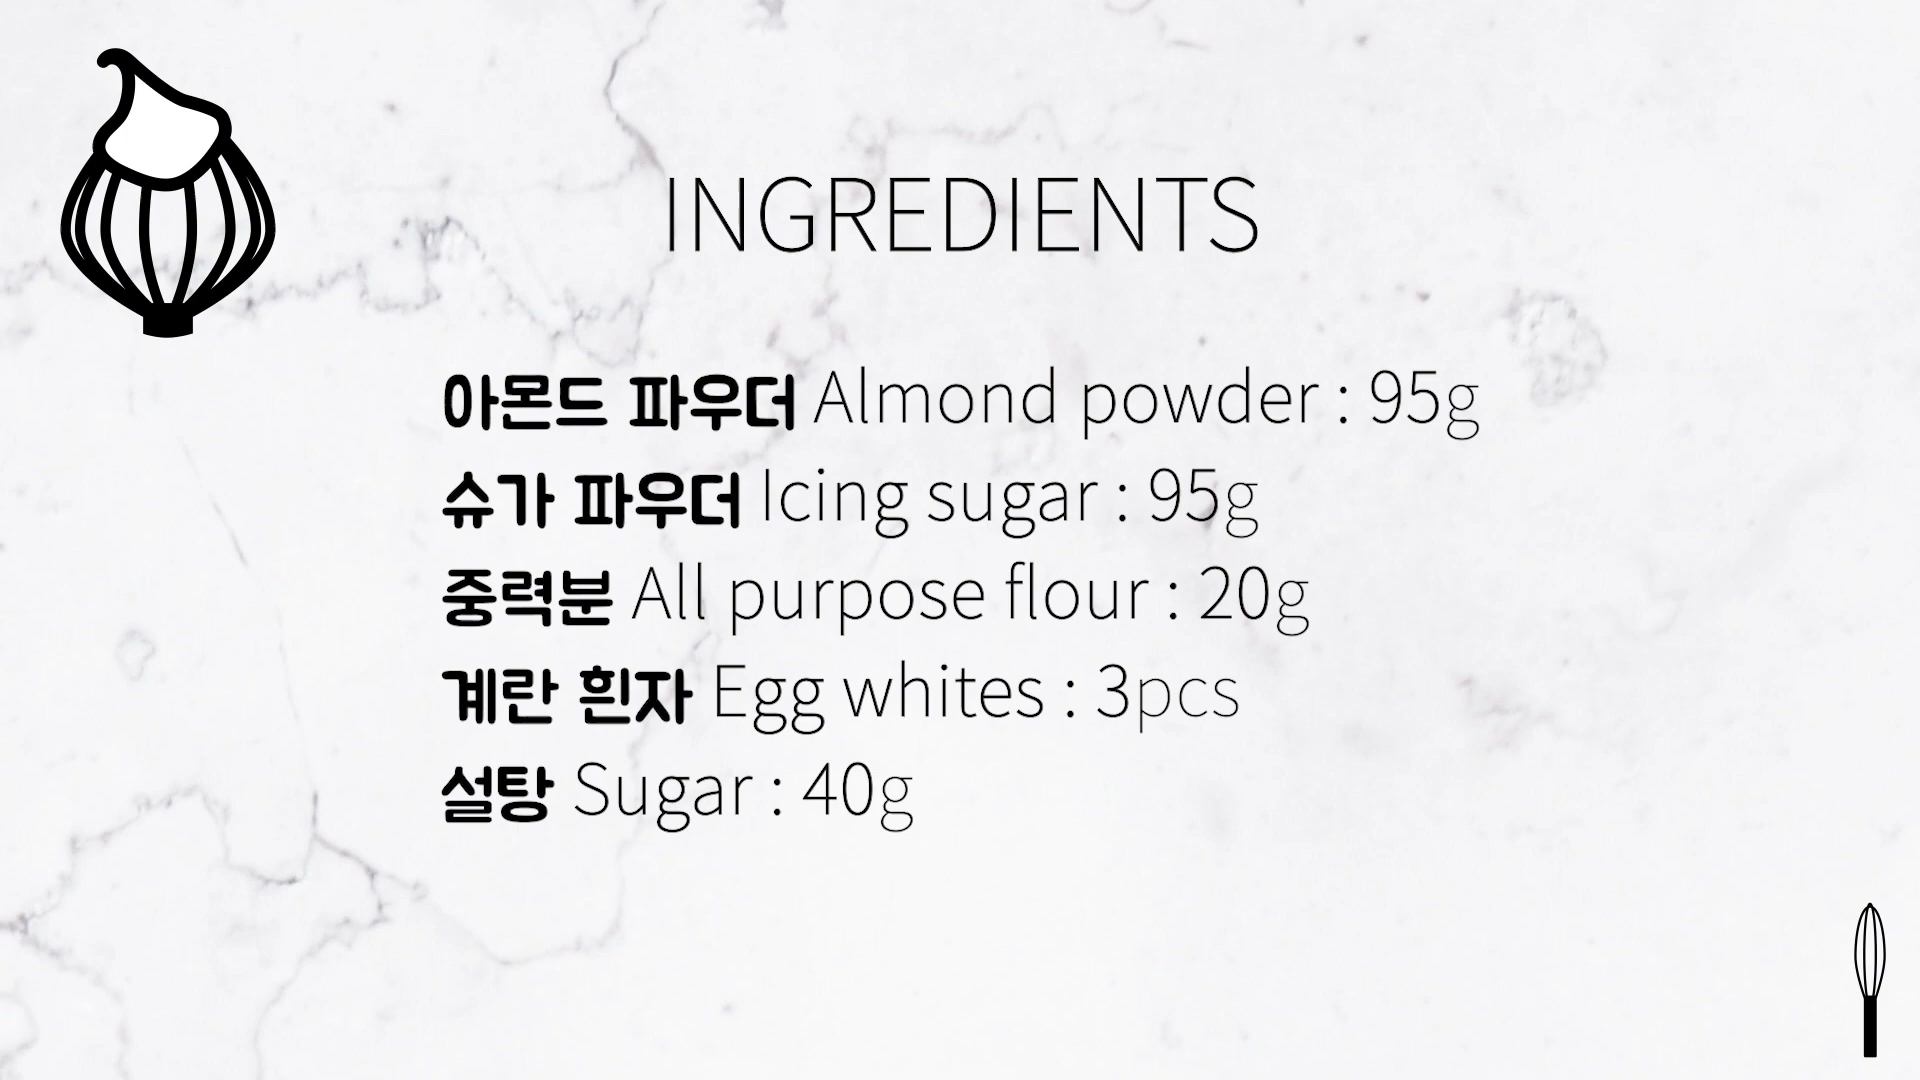 INGREDIENTS
아몬드 파우더 Almond powder : 95g
슈가 파우더 Icing sugar : 95g
중력분 All purpose flour : 20g
계란 흰자 Egg whites : 3pcs
설탕 Sugar : 40g